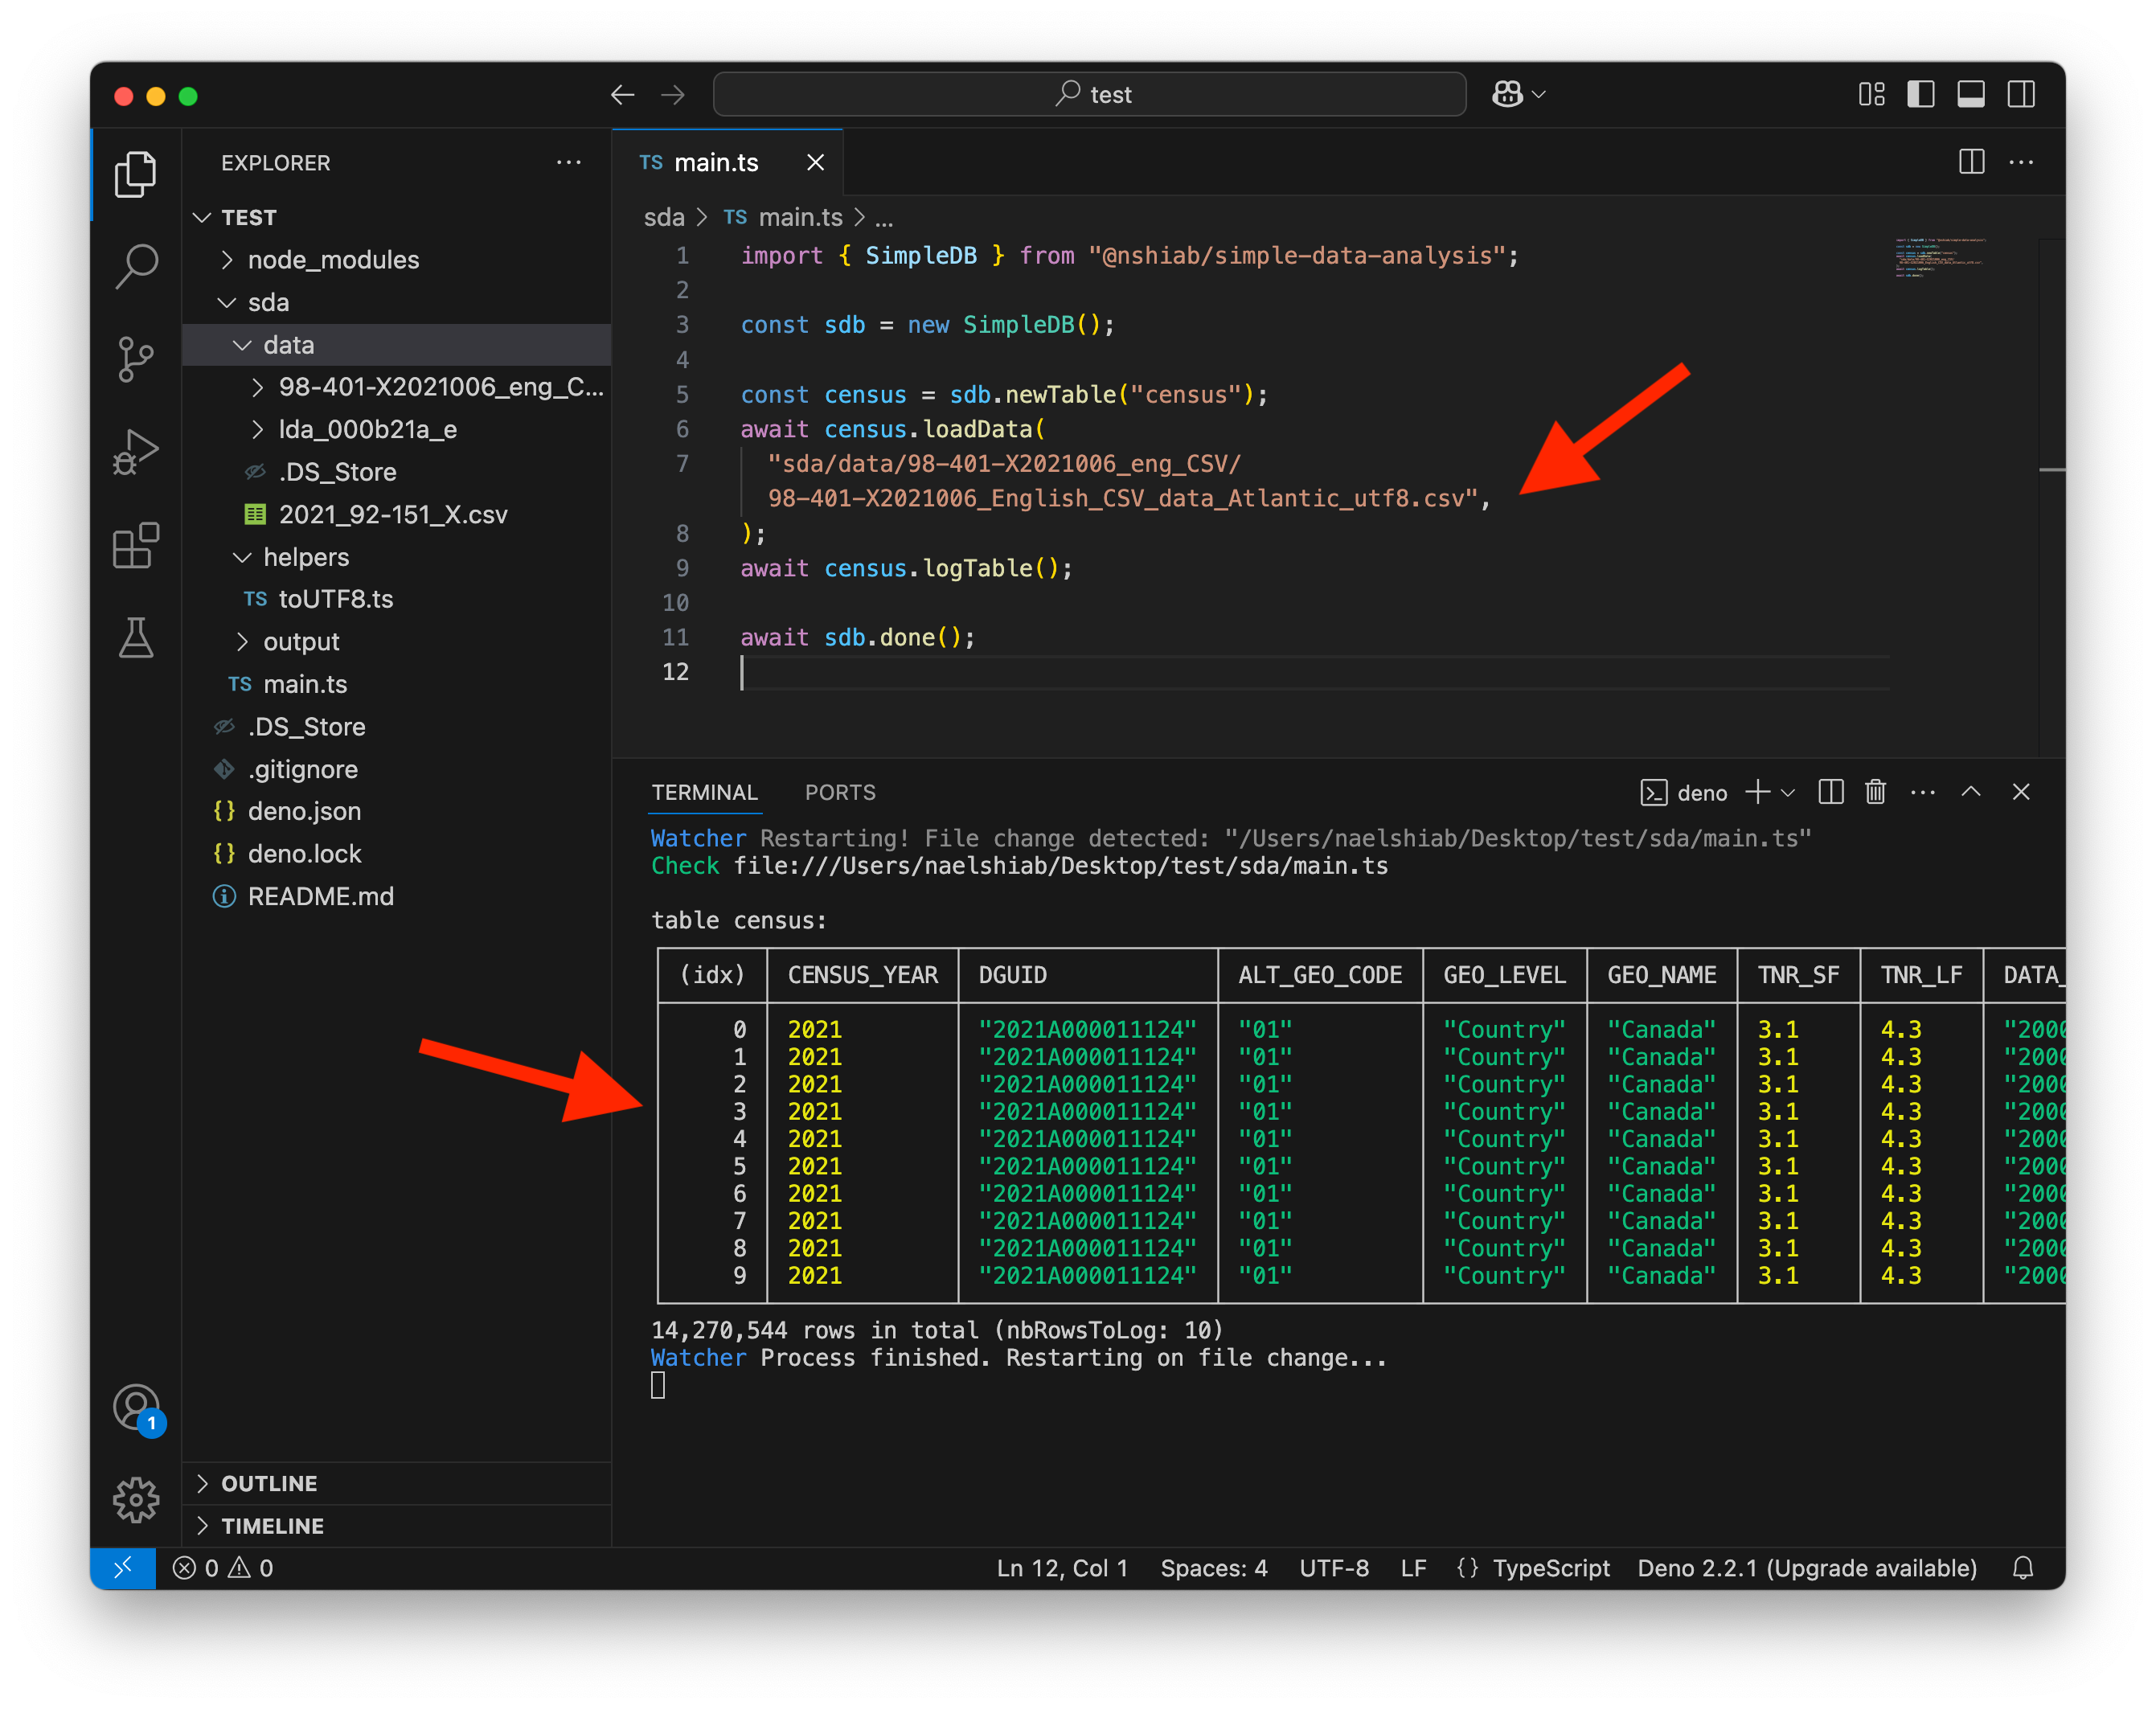 test
EXPLORER
TEST
node_modules
sda
data
98-401-X2021006_eng_C...
lda_000b21a_e
.DS_Store
2021_92-151_X.csv
helpers
TS toUTF8.ts
output
TS main.ts
.DS_Store
.gitignore
{} deno.json
{} deno.lock
README.md
OUTLINE
TIMELINE
1
TS main.ts
sda > TS main.ts > ...
1 import { SimpleDB } from "@nshiab/simple-data-analysis";
2
3 const sdb = new SimpleDB();
4
5 const census = sdb.newTable("census");
6 await census.loadData(
7 "sda/data/98-401-X2021006_eng_CSV/
98-401-X2021006_English_CSV_data_Atlantic_utf8.csv",
8 );
9 await census.logTable();
10
11 await sdb.done();
12
TERMINAL PORTS deno
Watcher Restarting! File change detected: "/Users/naelshiab/Desktop/test/sda/main.ts"
Check file:///Users/naelshiab/Desktop/test/sda/main.ts
table census:
(idx) CENSUS_YEAR DGUID ALT_GEO_CODE GEO_LEVEL GEO_NAME TNR_SF TNR_LF DATA_
0 2021 "2021A000011124" "01" "Country" "Canada" 3.1 4.3 "2000
1 2021 "2021A000011124" "01" "Country" "Canada" 3.1 4.3 "2000
2 2021 "2021A000011124" "01" "Country" "Canada" 3.1 4.3 "2000
3 2021 "2021A000011124" "01" "Country" "Canada" 3.1 4.3 "2000
4 2021 "2021A000011124" "01" "Country" "Canada" 3.1 4.3 "2000
5 2021 "2021A000011124" "01" "Country" "Canada" 3.1 4.3 "2000
6 2021 "2021A000011124" "01" "Country" "Canada" 3.1 4.3 "2000
7 2021 "2021A000011124" "01" "Country" "Canada" 3.1 4.3 "2000
8 2021 "2021A000011124" "01" "Country" "Canada" 3.1 4.3 "2000
9 2021 "2021A000011124" "01" "Country" "Canada" 3.1 4.3 "2000
14,270,544 rows in total (nbRowsToLog: 10)
Watcher Process finished. Restarting on file change...
0 0 Ln 12, Col 1 Spaces: 4 UTF-8 LF {} TypeScript Deno 2.2.1 (Upgrade available)